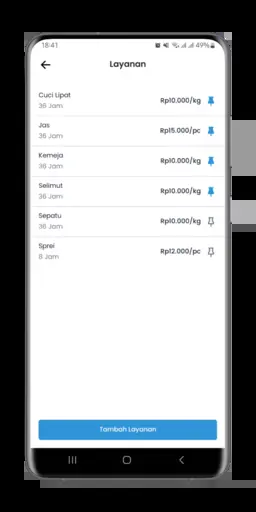 18:41
49%
Layanan
Cuci Lipat
Rp10.000/kg
36 Jam
Jas
Rp15.000/pc
36 Jam
Kemeja
Rp10.000/kg
36 Jam
Selimut
Rp10.000/kg
36 Jam
Sepatu
Rp10.000/kg
36 Jam
Sprei
Rp12.000/pc
8 Jam
Tambah Layanan